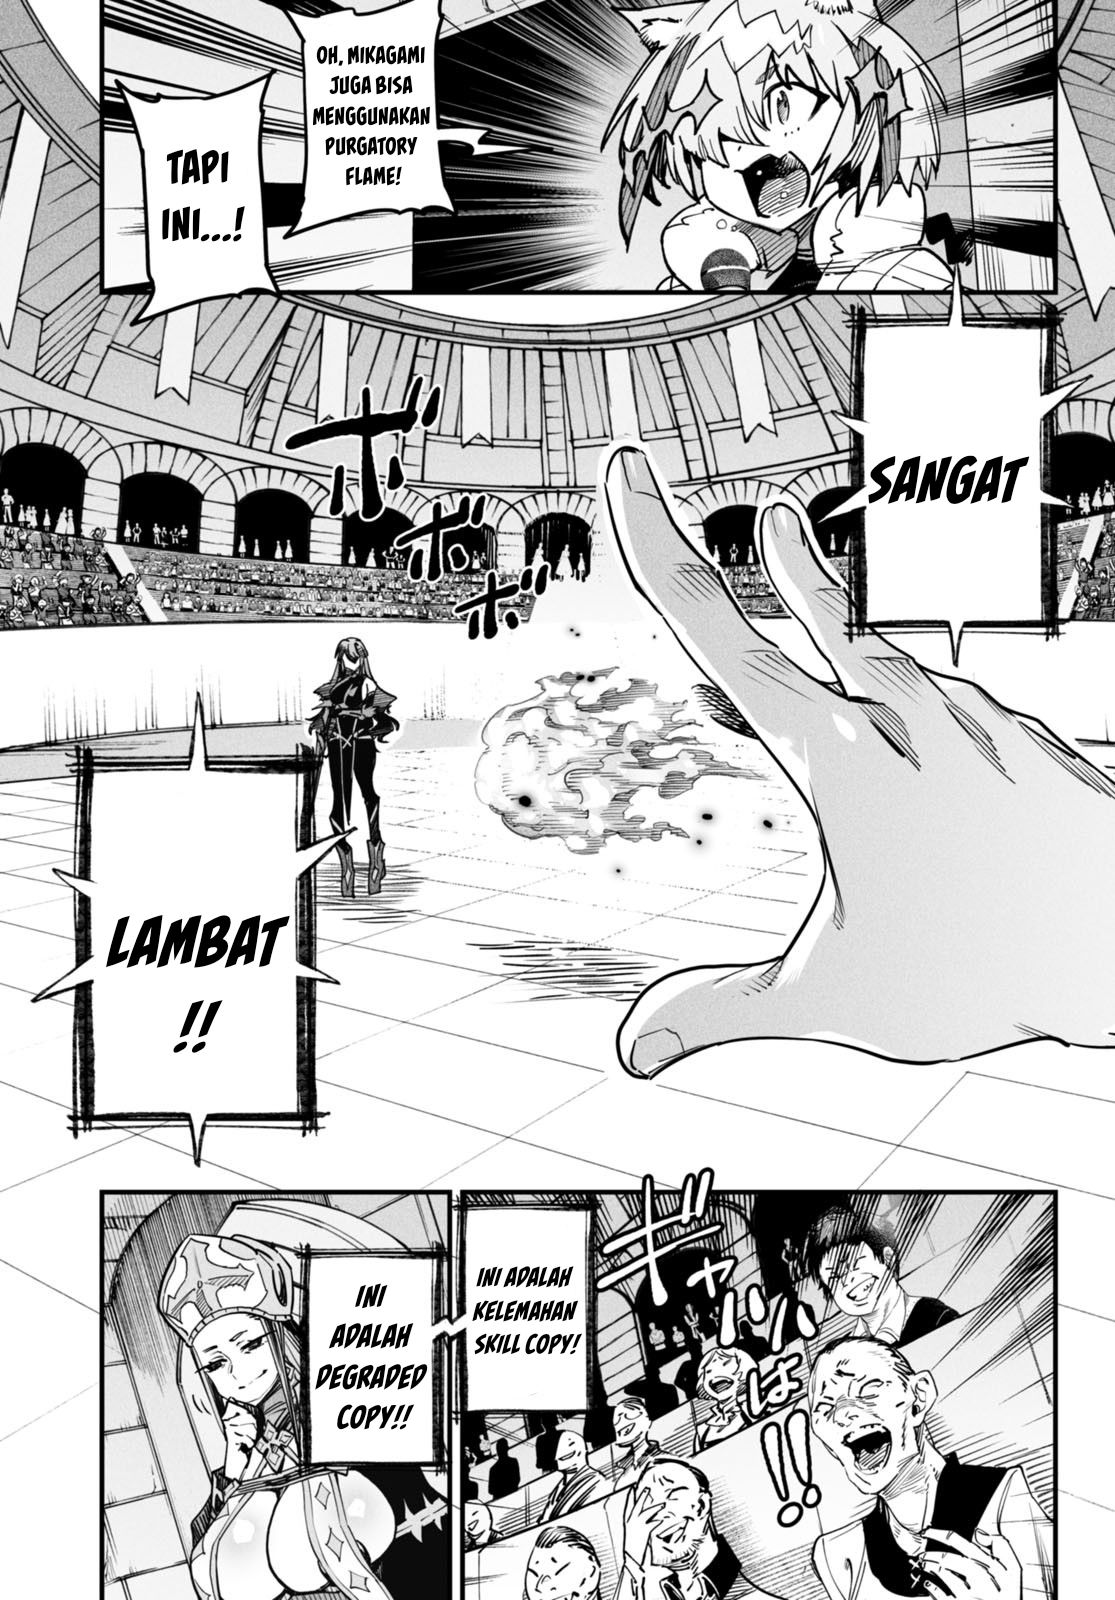 OH, MIKAGAMI
JUGA BISA
MENGGUNAKAN
PURGATORY
FLAME!
TAPI
INI....!
SANGAT
ボボボ
LAMBAT
!!
INI ADALAH
KELEMAHAN
SKILL COPY!
ギャハハは!!
INI
ADALAH
DEGRADED
COPY!!